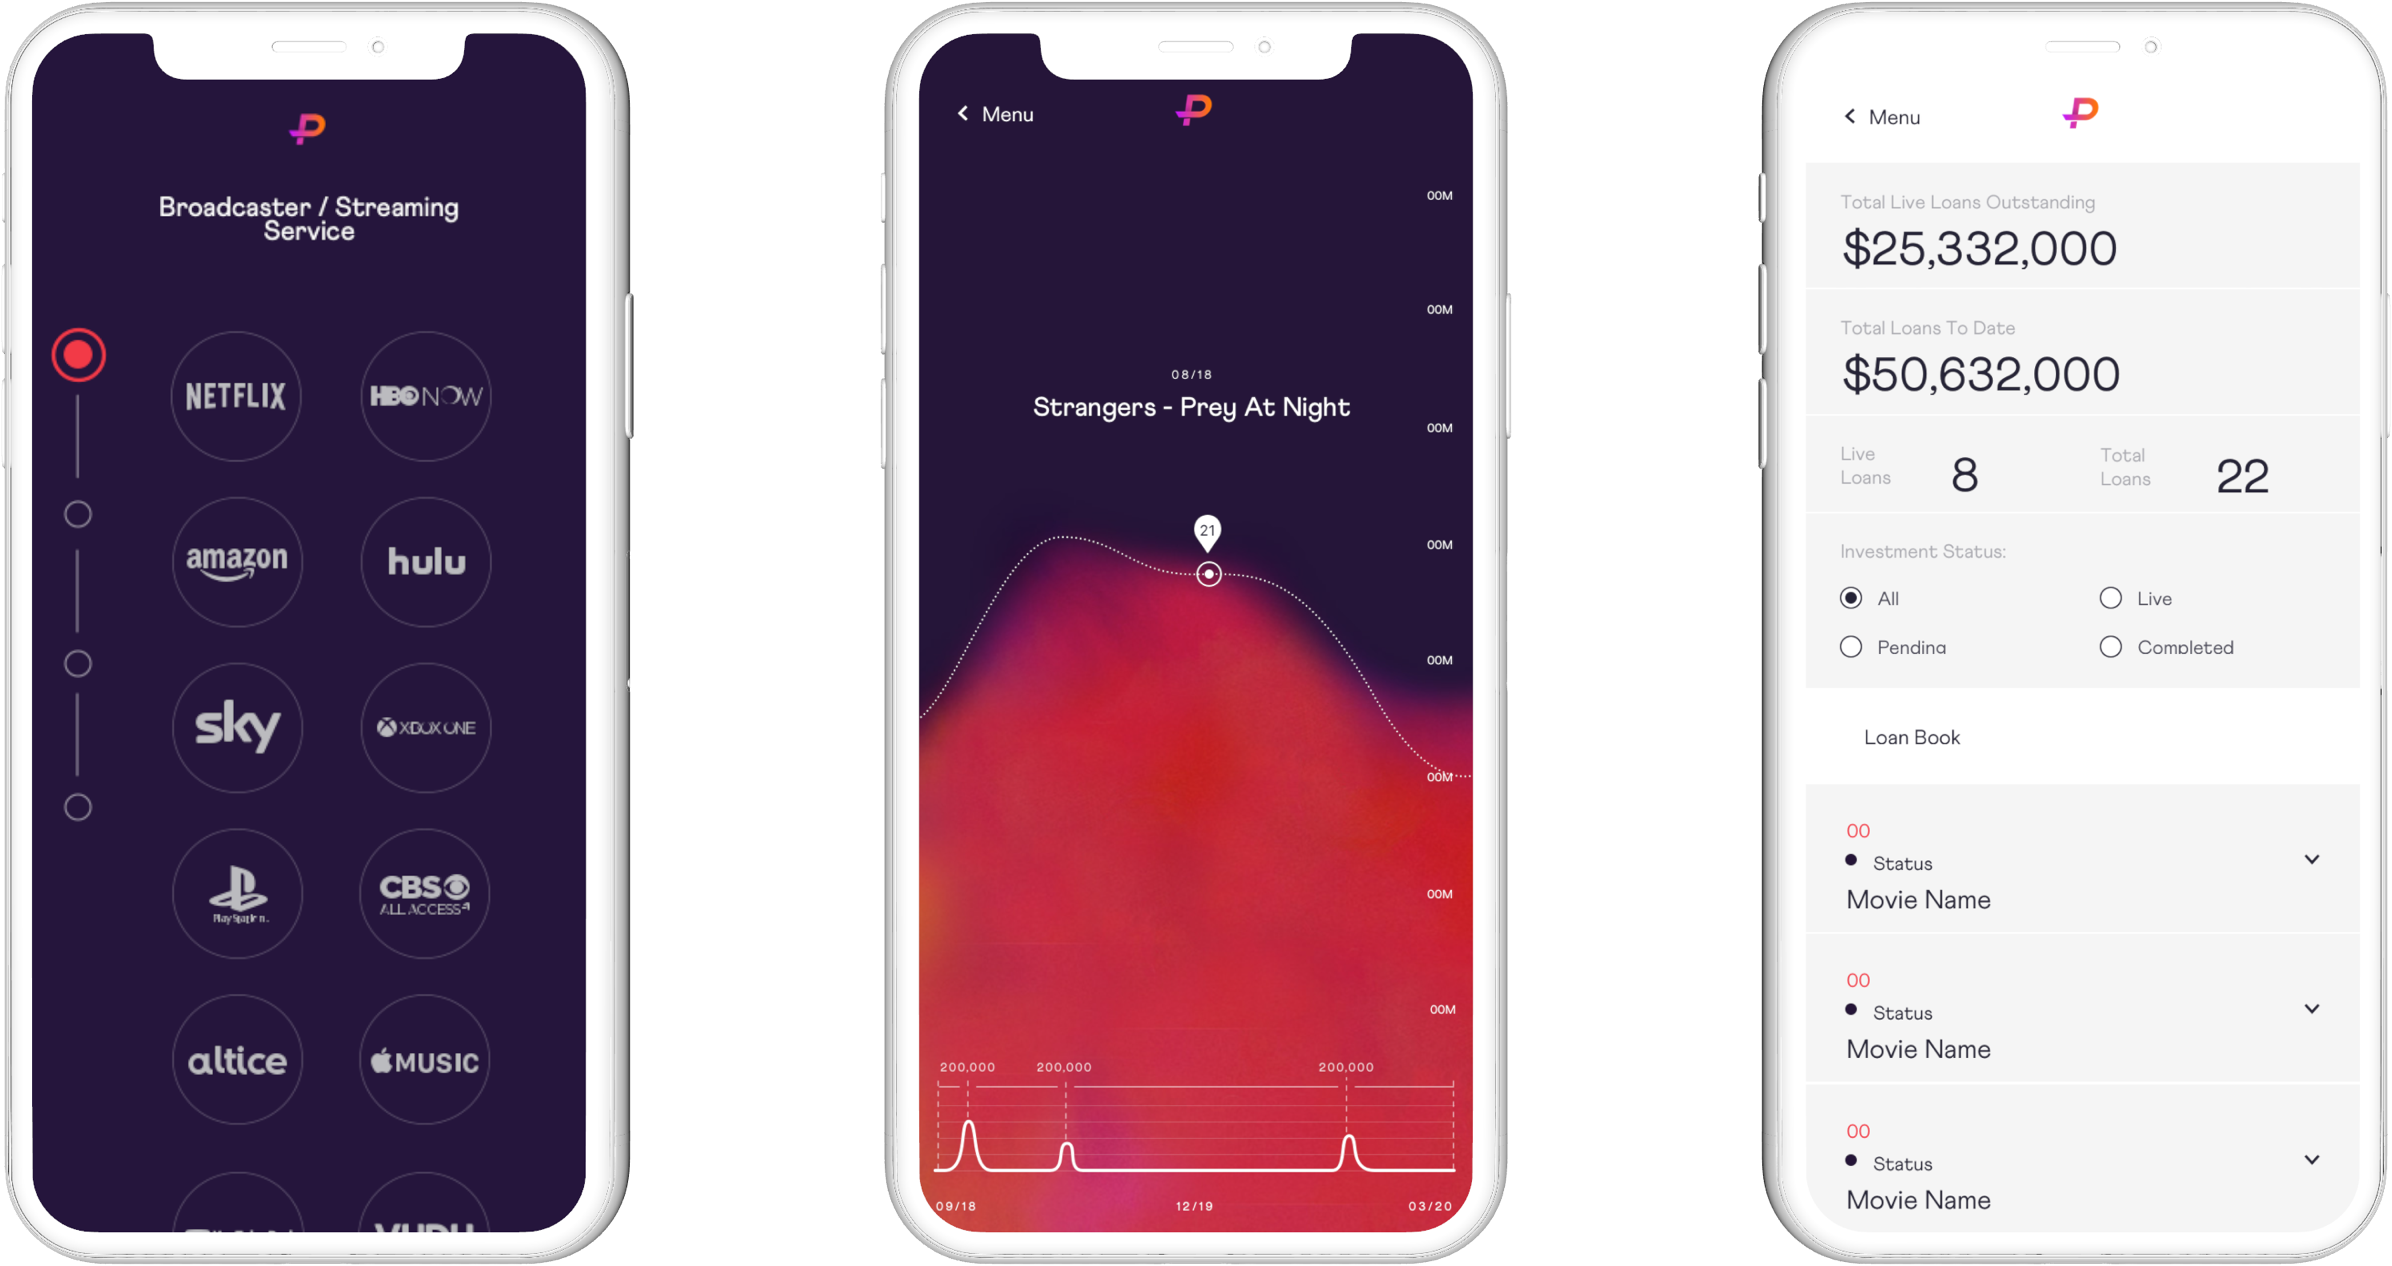 Broadcaster / Streaming
Service
NETFLIX
HBO NOW
amazon
hulu
sky
XBOX ONE
PlayStation
CBS
ALL ACCESS
altice
MUSIC
VUDU
Menu
00M
00M
08/18
Strangers - Prey At Night
00M
21
00M
00M
00M
00M
00M
200,000
200,000
200,000
09/18
12/19
03/20
Menu
Total Live Loans Outstanding
$25,332,000
Total Loans To Date
$50,632,000
Live
Loans
8
Total
Loans
22
Investment Status:
All
Live
Pending
Completed
Loan Book
00
Status
Movie Name
00
Status
Movie Name
00
Status
Movie Name